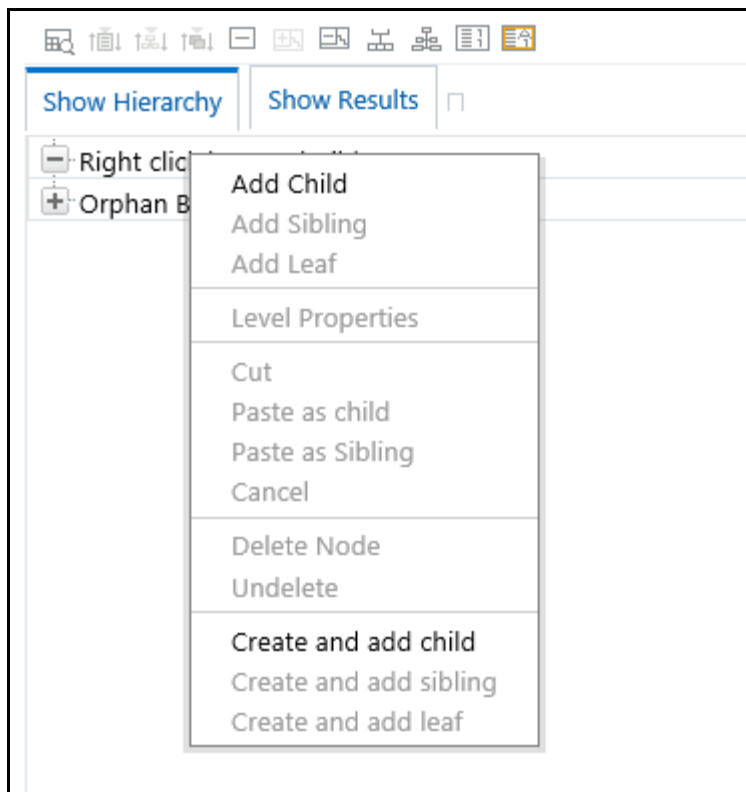 Show Hierarchy
Show Results
Right clic
Orphan B
Add Child
Add Sibling
Add Leaf
Level Properties
Cut
Paste as child
Paste as Sibling
Cancel
Delete Node
Undelete
Create and add child
Create and add sibling
Create and add leaf